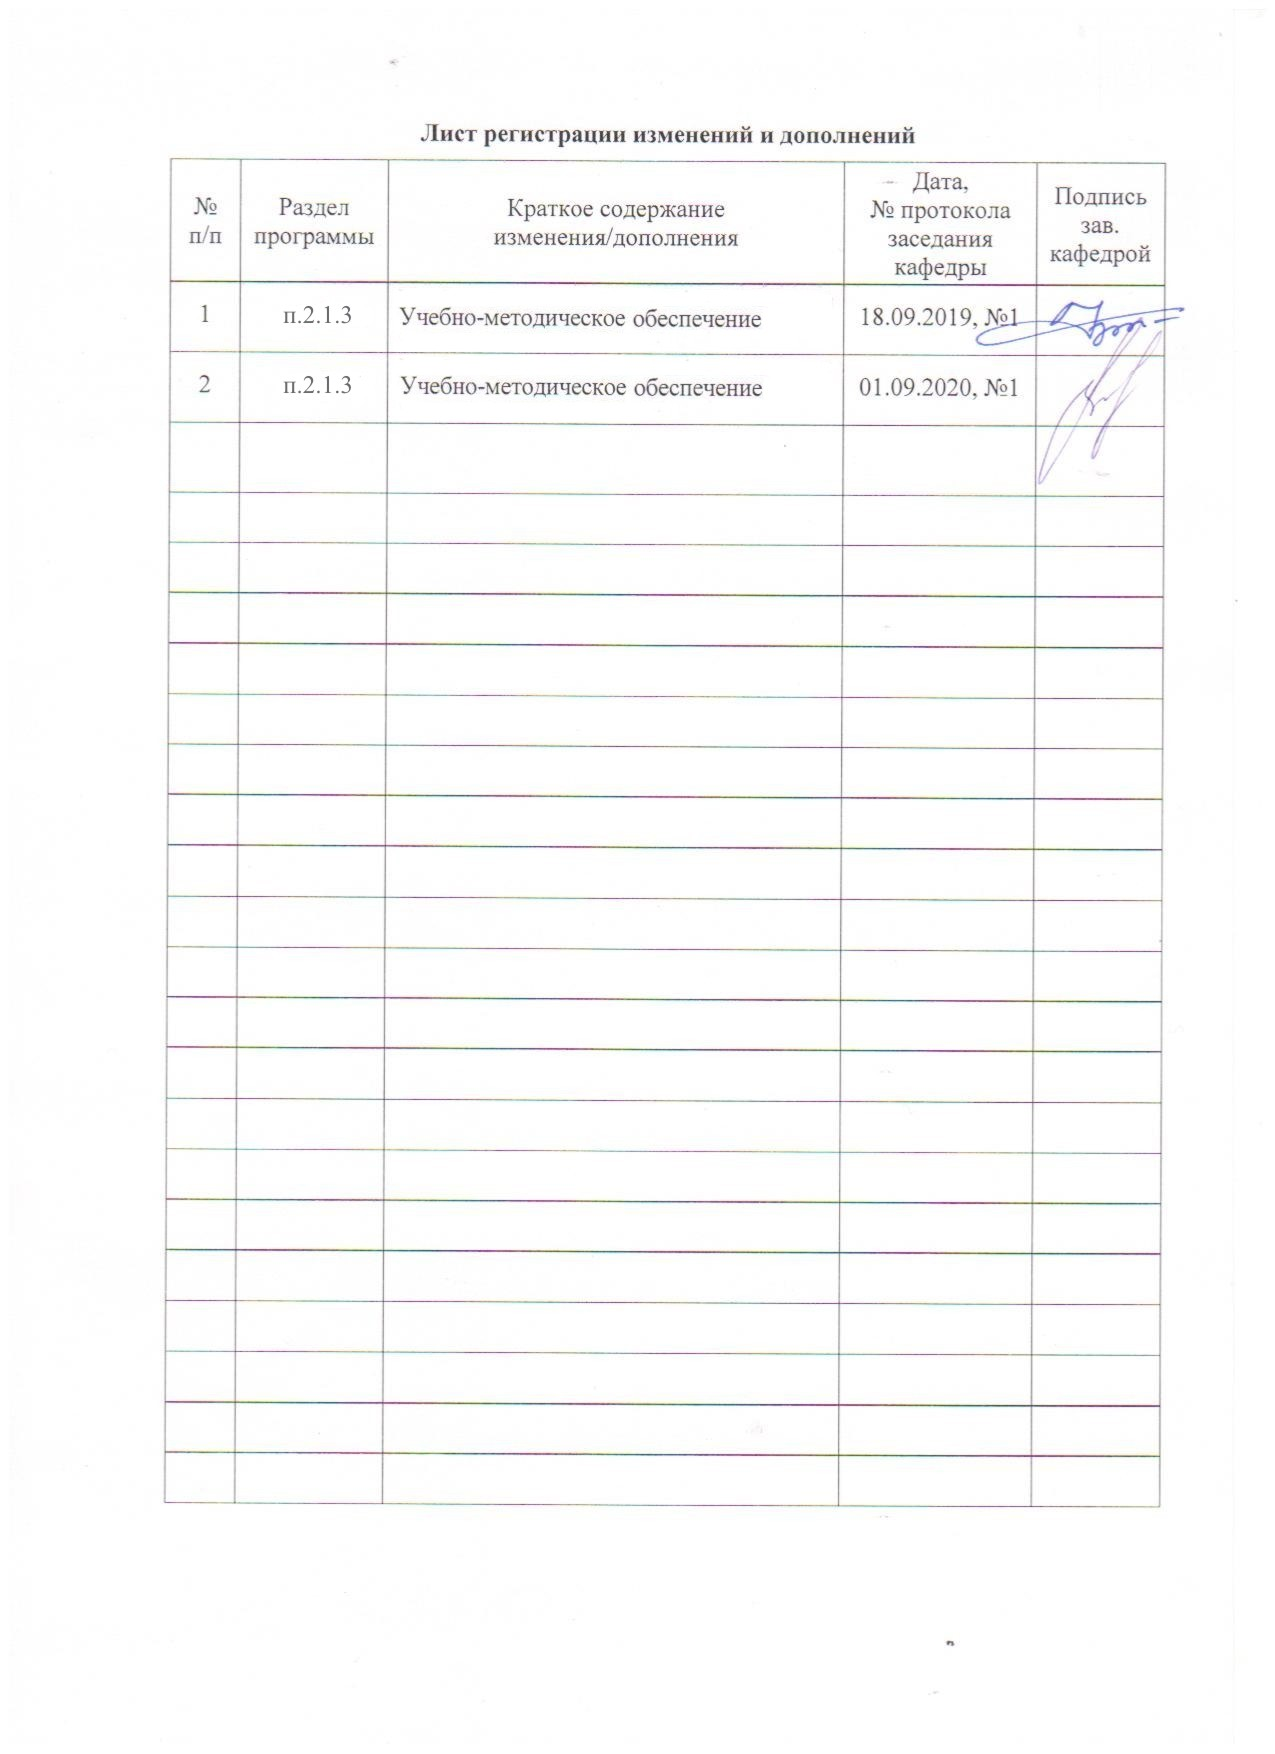 Лист регистрации изменений и дополнений
№
п/п
Раздел
программы
Краткое содержание
изменения/дополнения
Дата,
№ протокола
заседания
кафедры
Подпись
зав.
кафедрой
1
п.2.1.3
Учебно-методическое обеспечение
18.09.2019, №1
2
п.2.1.3
Учебно-методическое обеспечение
01.09.2020, №1